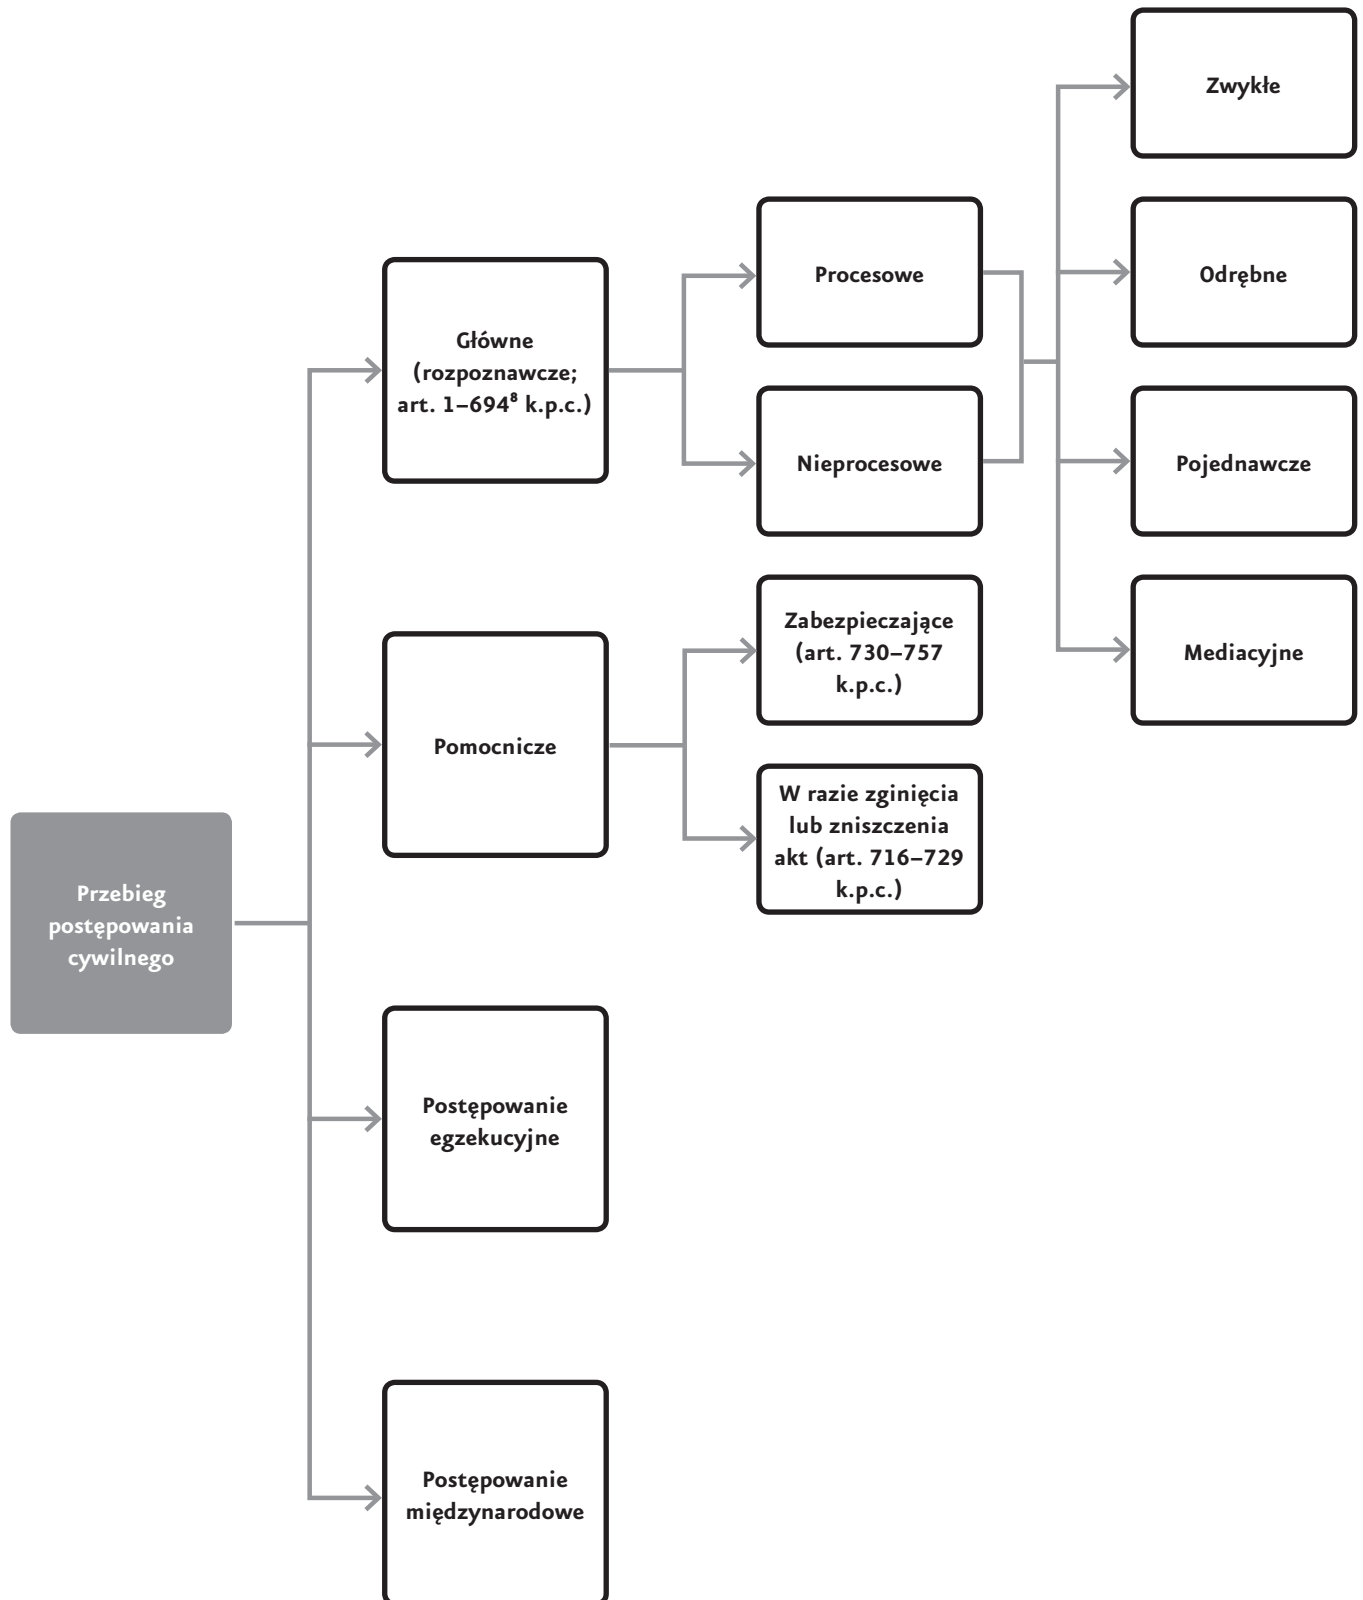 Przebieg
postępowania
cywilnego
Główne
(rozpoznawcze;
art. 1–694⁸ k.p.c.)
Procesowe
Nieprocesowe
Zwykłe
Odrębne
Pojednawcze
Mediacyjne
Pomocnicze
Zabezpieczające
(art. 730–757
k.p.c.)
W razie zginięcia
lub zniszczenia
akt (art. 716–729
k.p.c.)
Postępowanie
egzekucyjne
Postępowanie
międzynarodowe